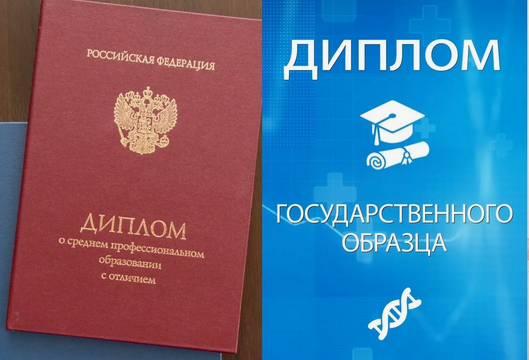 РОССИЙСКАЯ ФЕДЕРАЦИЯ
ДИПЛОМ
о среднем профессиональном
образовании
с отличием
ДИПЛОМ
ГОСУДАРСТВЕННОГО
ОБРАЗЦА